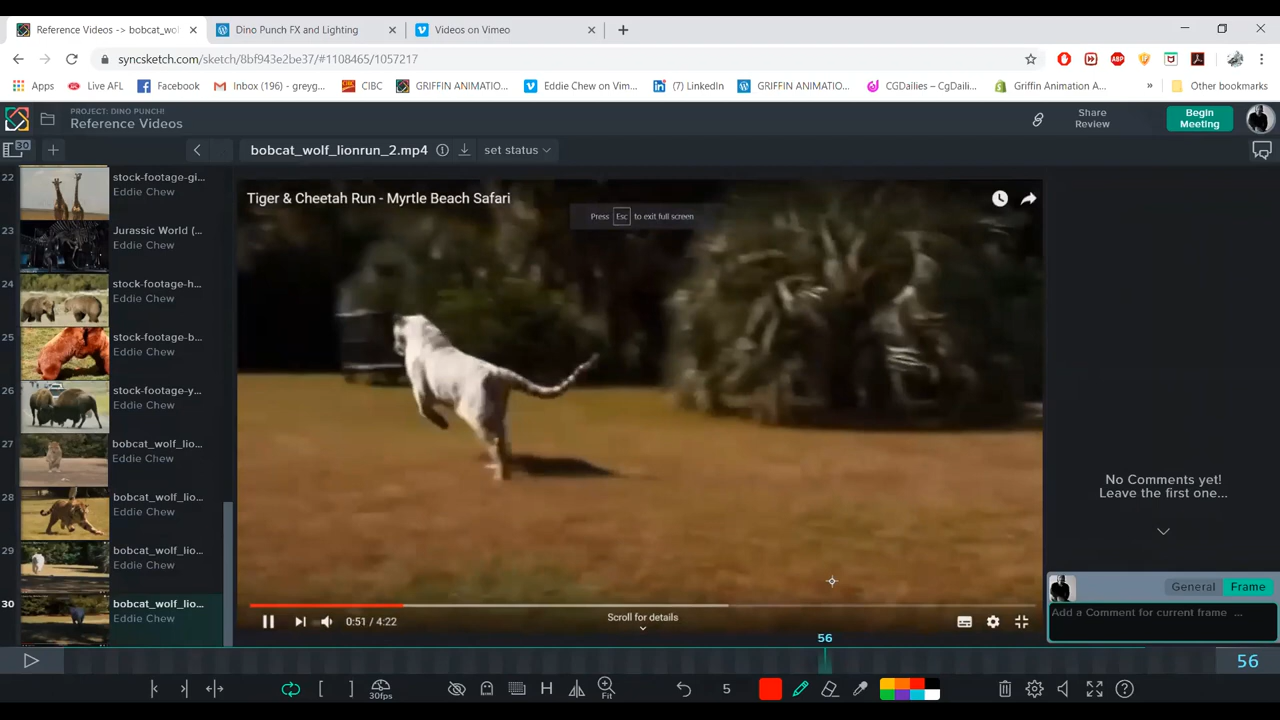 Reference Videos -> bobcat_wol
Dino Punch FX and Lighting
Videos on Vimeo
syncsketch.com/sketch/8bf943e2be37/#1108465/1057217
Apps
Live AFL
Facebook
Inbox (196) - greyg...
CIBC
GRIFFIN ANIMATIO...
Eddie Chew on Vim...
(7) LinkedIn
GRIFFIN ANIMATIO...
CGDailies – CgDaili...
Griffin Animation A...
»
Other bookmarks
PROJECT: DINO PUNCH!
Reference Videos
Share Review
Begin Meeting
30
bobcat_wolf_lionrun_2.mp4
set status
22
stock-footage-gi...
Eddie Chew
23
Jurassic World (...
Eddie Chew
24
stock-footage-h...
Eddie Chew
25
stock-footage-b...
Eddie Chew
26
stock-footage-y...
Eddie Chew
27
bobcat_wolf_lio...
Eddie Chew
28
bobcat_wolf_lio...
Eddie Chew
29
bobcat_wolf_lio...
Eddie Chew
30
bobcat_wolf_lio...
Eddie Chew
Tiger & Cheetah Run - Myrtle Beach Safari
Press Esc to exit full screen
0:51 / 4:22
Scroll for details
No Comments yet!
Leave the first one...
General
Frame
Add a Comment for current frame ...
56
56
30fps
H
Fit
5